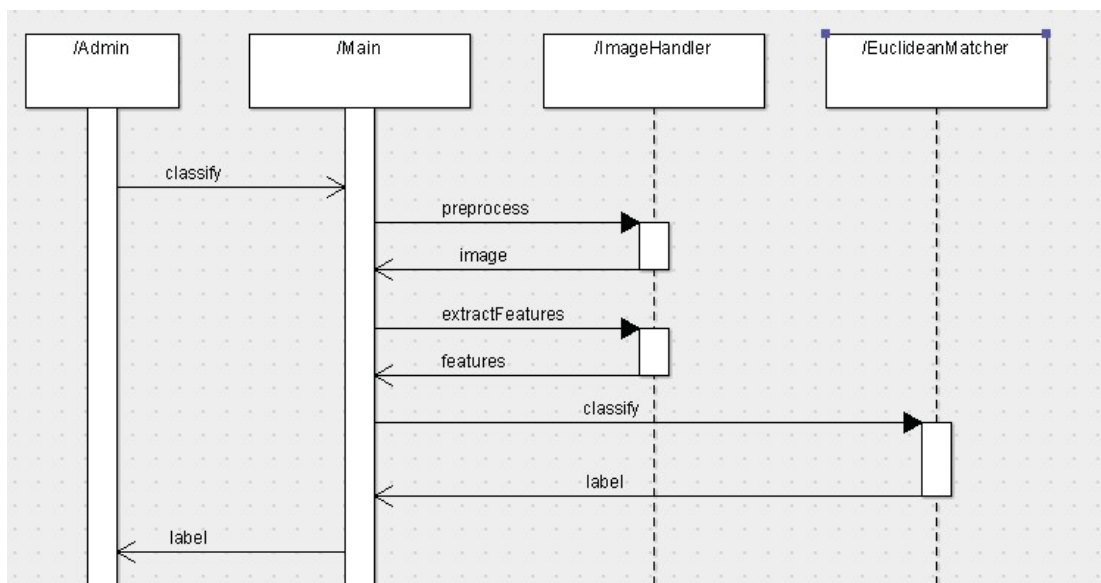 /Admin
/Main
/ImageHandler
/EuclideanMatcher
classify
preprocess
image
extractFeatures
features
classify
label
label